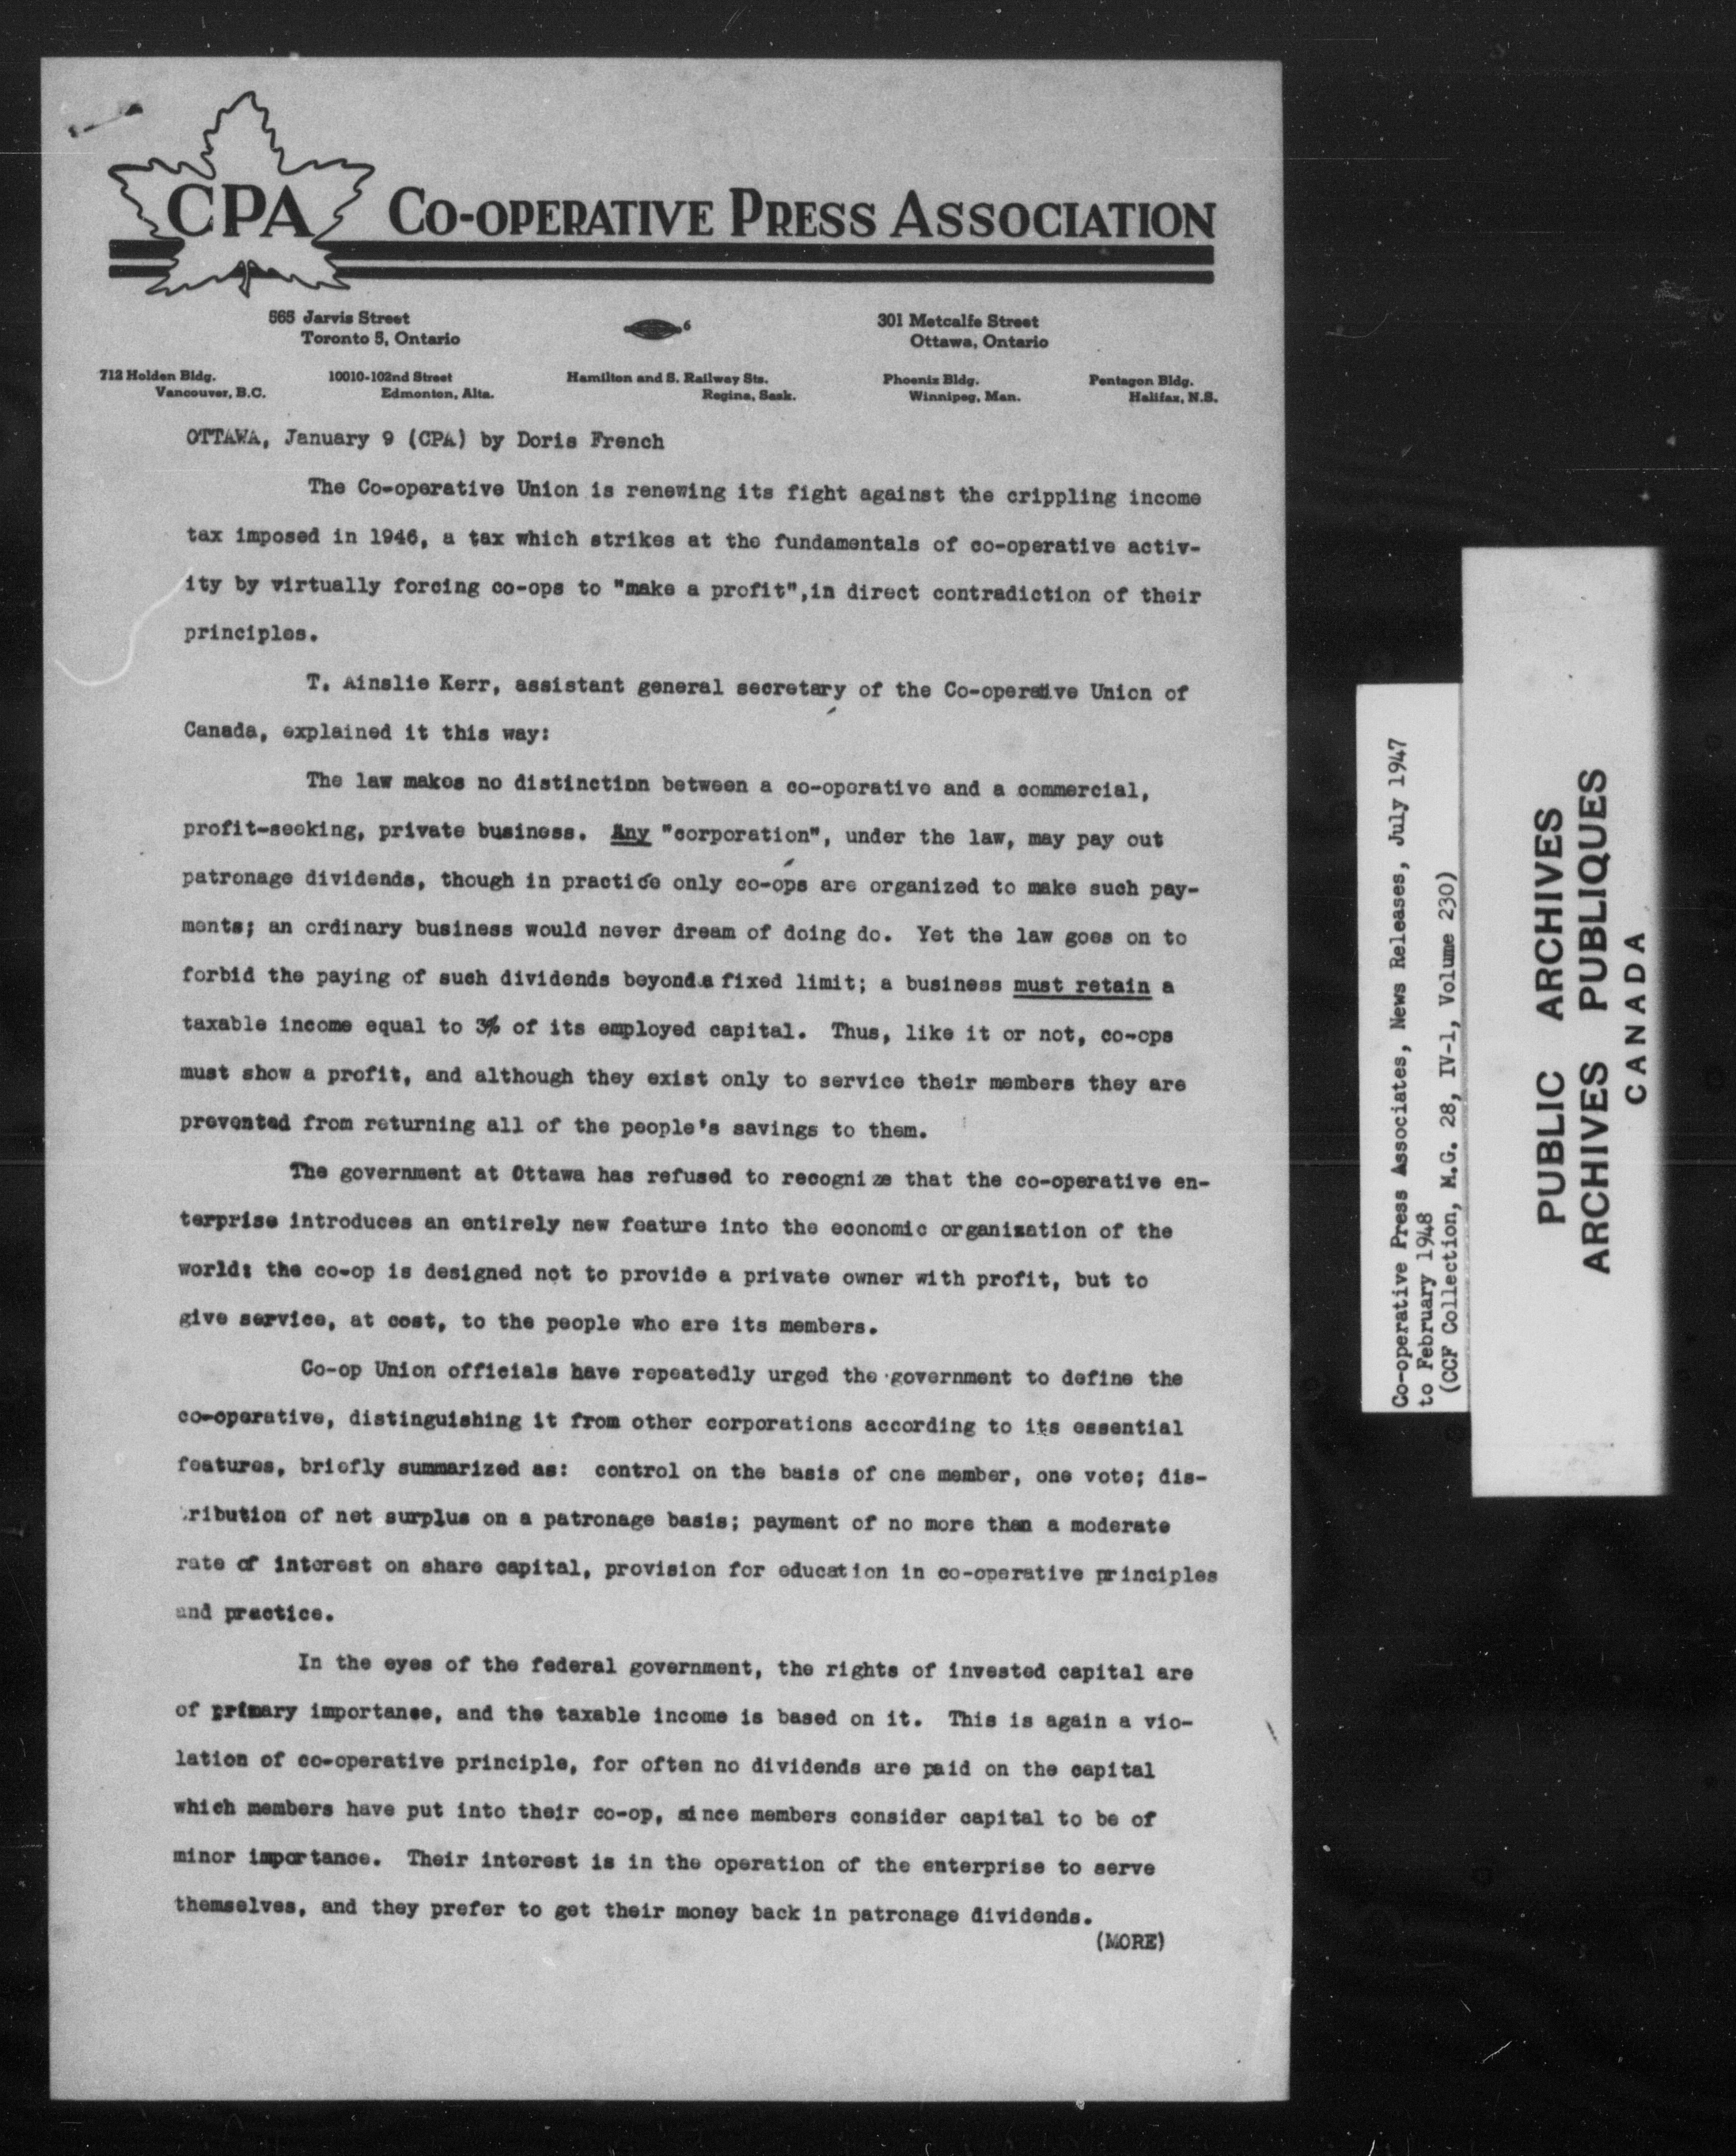 CPA CO-OPERATIVE PRESS ASSOCIATION
565 Jarvis Street
Toronto 5, Ontario
6
301 Metcalfe Street
Ottawa, Ontario
712 Holden Bldg.
Vancouver, B.C.
10010-102nd Street
Edmonton, Alta.
Hamilton and S. Railway Sts.
Regina, Sask.
Phoenix Bldg.
Winnipeg, Man.
Pentagon Bldg.
Halifax, N.S.
OTTAWA, January 9 (CPA) by Doris French
The Co-operative Union is renewing its fight against the crippling income
tax imposed in 1946, a tax which strikes at the fundamentals of co-operative activ-
ity by virtually forcing co-ops to "make a profit",in direct contradiction of their
principles.
T. Ainslie Kerr, assistant general secretary of the Co-operative Union of
Canada, explained it this way:
The law makes no distinction between a co-operative and a commercial,
profit-seeking, private business. Any "corporation", under the law, may pay out
patronage dividends, though in practice only co-ops are organized to make such pay-
ments; an ordinary business would never dream of doing do. Yet the law goes on to
forbid the paying of such dividends beyond a fixed limit; a business must retain a
taxable income equal to 3% of its employed capital. Thus, like it or not, co-ops
must show a profit, and although they exist only to service their members they are
prevented from returning all of the people's savings to them.
The government at Ottawa has refused to recognize that the co-operative en-
terprise introduces an entirely new feature into the economic organization of the
world: the co-op is designed not to provide a private owner with profit, but to
give service, at cost, to the people who are its members.
Co-op Union officials have repeatedly urged the government to define the
co-operative, distinguishing it from other corporations according to its essential
features, briefly summarized as: control on the basis of one member, one vote; dis-
tribution of net surplus on a patronage basis; payment of no more than a moderate
rate of interest on share capital, provision for education in co-operative principles
and practice.
In the eyes of the federal government, the rights of invested capital are
of primary importance, and the taxable income is based on it. This is again a vio-
lation of co-operative principle, for often no dividends are paid on the capital
which members have put into their co-op, since members consider capital to be of
minor importance. Their interest is in the operation of the enterprise to serve
themselves, and they prefer to get their money back in patronage dividends.
(MORE)
Co-operative Press Associates, News Releases, July 1947
to February 1948
(CCF Collection, M.G. 28, IV-1, Volume 230)
PUBLIC ARCHIVES
ARCHIVES PUBLIQUES
CANADA